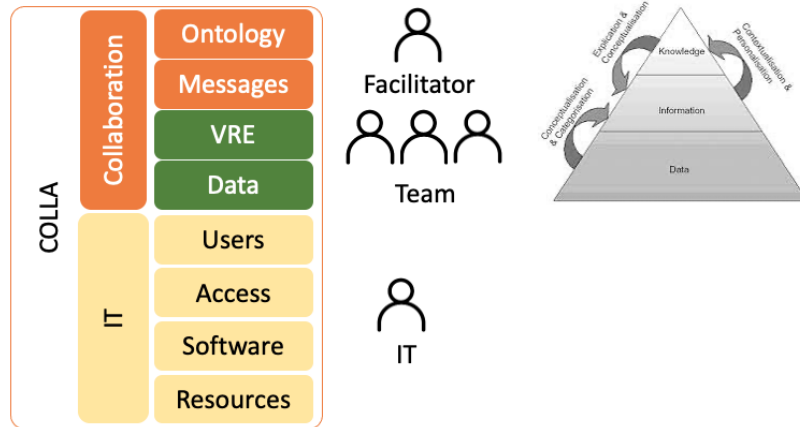 COLLA
Collaboration
Ontology
Messages
VRE
Data
IT
Users
Access
Software
Resources
Facilitator
Team
IT
Explication &
Conceptualisation
Conceptualisation
& Categorisation
Contextualisation &
Personalisation
Knowledge
Information
Data